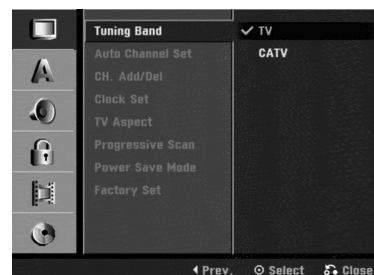 Tuning Band
Auto Channel Set
CH. Add/Del
Clock Set
TV Aspect
Progressive Scan
Power Save Mode
Factory Set
✓ TV
CATV
A
Prev.
Select
Close